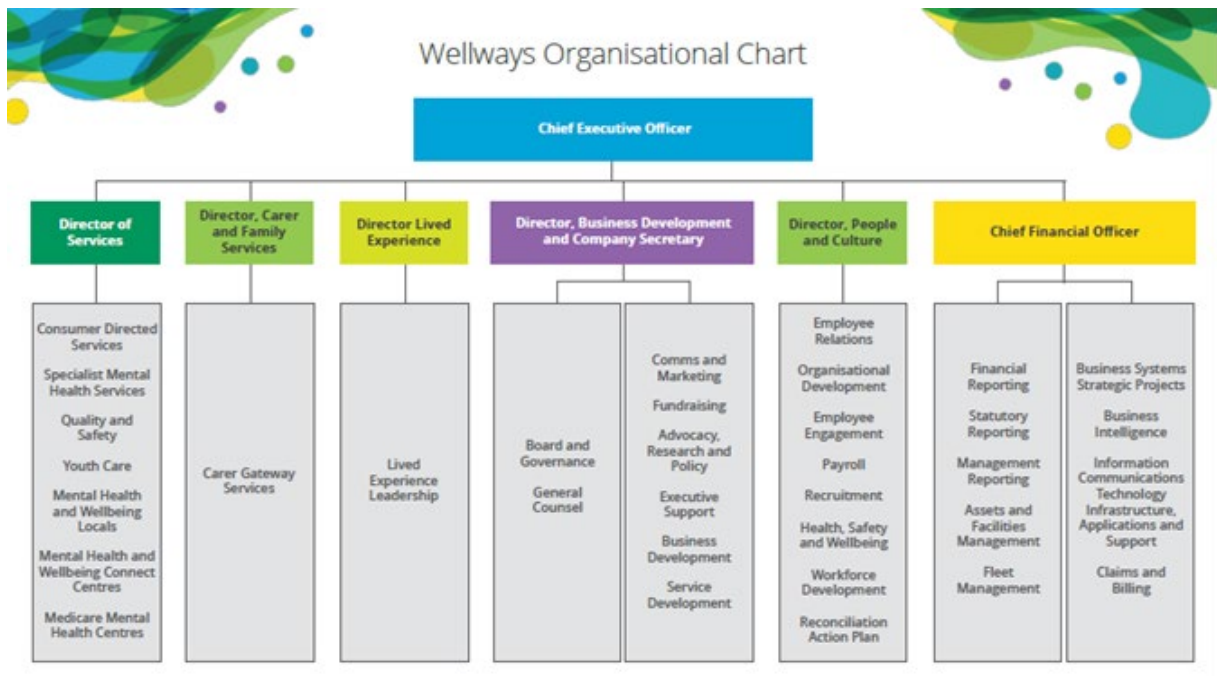 Wellways Organisational Chart
Chief Executive Officer
Director of
Services
Director, Carer
and Family
Services
Director Lived
Experience
Director, Business Development
and Company Secretary
Director, People
and Culture
Chief Financial Officer
Consumer Directed
Services
Specialist Mental
Health Services
Quality and
Safety
Youth Care
Mental Health
and Wellbeing
Locals
Mental Health and
Wellbeing Connect
Centres
Medicare Mental
Health Centres
Carer Gateway
Services
Lived
Experience
Leadership
Board and
Governance
General
Counsel
Comms and
Marketing
Fundraising
Advocacy,
Research and
Policy
Executive
Support
Business
Development
Service
Development
Employee
Relations
Organisational
Development
Employee
Engagement
Payroll
Recruitment
Health, Safety
and Wellbeing
Workforce
Development
Reconciliation
Action Plan
Financial
Reporting
Statutory
Reporting
Management
Reporting
Assets and
Facilities
Management
Fleet
Management
Business Systems
Strategic Projects
Business
Intelligence
Information
Communications
Technology
Infrastructure,
Applications and
Support
Claims and
Billing